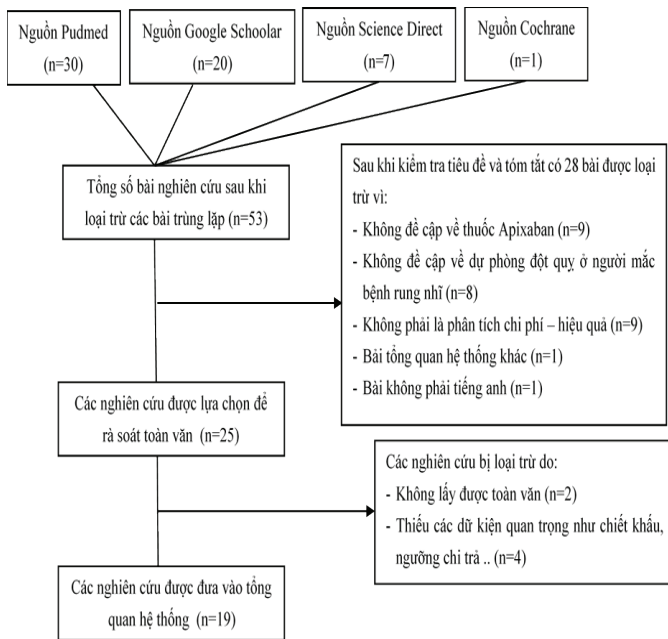 Nguồn Pudmed
(n=30)
Nguồn Google Schoolar
(n=20)
Nguồn Science Direct
(n=7)
Nguồn Cochrane
(n=1)
Tổng số bài nghiên cứu sau khi
loại trừ các bài trùng lặp (n=53)
Sau khi kiểm tra tiêu đề và tóm tắt có 28 bài được loại
trừ vì:
- Không đề cập về thuốc Apixaban (n=9)
- Không đề cập về dự phòng đột quỵ ở người mắc
bệnh rung nhĩ (n=8)
- Không phải là phân tích chi phí – hiệu quả (n=9)
- Bài tổng quan hệ thống khác (n=1)
- Bài không phải tiếng anh (n=1)
Các nghiên cứu được lựa chọn để
rà soát toàn văn (n=25)
Các nghiên cứu bị loại trừ do:
- Không lấy được toàn văn (n=2)
- Thiếu các dữ kiện quan trọng như chiết khấu,
ngưỡng chi trả .. (n=4)
Các nghiên cứu được đưa vào tổng
quan hệ thống (n=19)